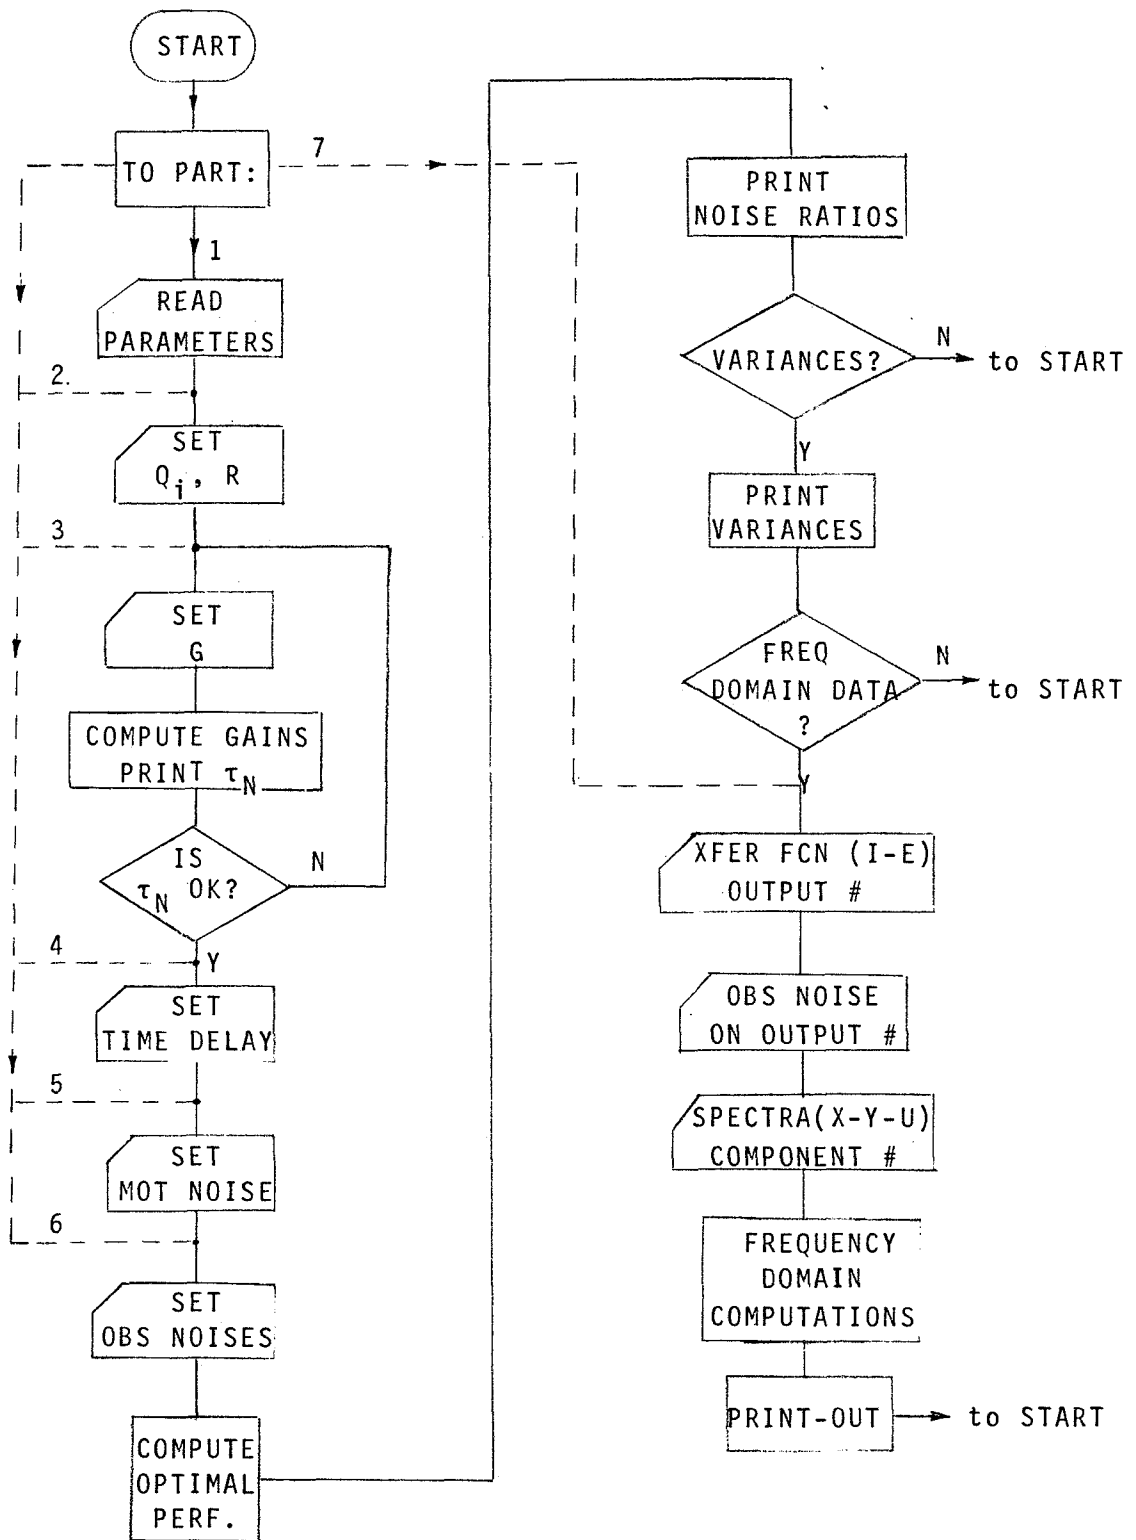 START
TO PART:
7
1
READ
PARAMETERS
2.
SET
Qi, R
3
SET
G
COMPUTE GAINS
PRINT τN
IS
τN OK?
N
4
Y
SET
TIME DELAY
5
SET
MOT NOISE
6
SET
OBS NOISES
COMPUTE
OPTIMAL
PERF.
PRINT
NOISE RATIOS
VARIANCES?
N
to START
Y
PRINT
VARIANCES
FREQ
DOMAIN DATA
?
N
to START
Y
XFER FCN (I-E)
OUTPUT #
OBS NOISE
ON OUTPUT #
SPECTRA(X-Y-U)
COMPONENT #
FREQUENCY
DOMAIN
COMPUTATIONS
PRINT-OUT
to START